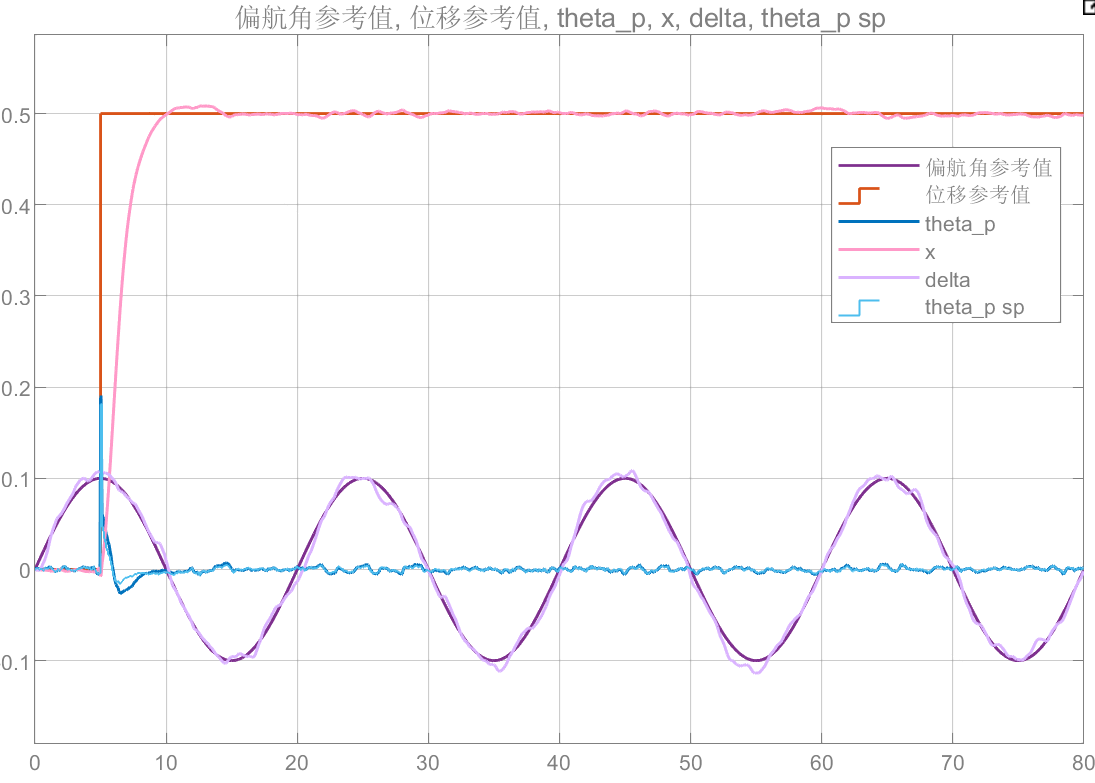 偏航角参考值, 位移参考值, theta_p, x, delta, theta_p sp
0.5
0.4
0.3
0.2
0.1
0
0.1
偏航角参考值
位移参考值
theta_p
x
delta
theta_p sp
0 10 20 30 40 50 60 70 80